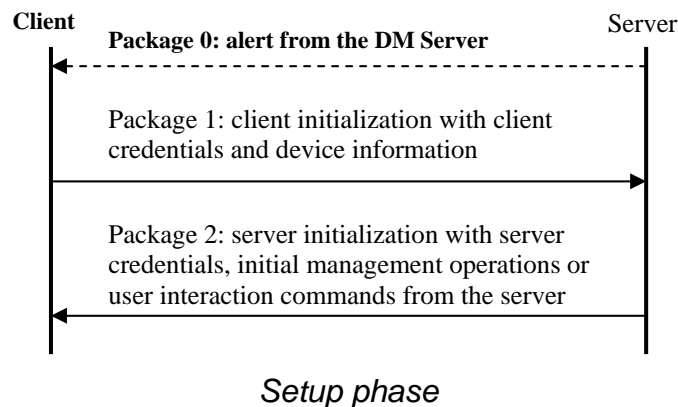 Client
Server
Package 0: alert from the DM Server
Package 1: client initialization with client
credentials and device information
Package 2: server initialization with server
credentials, initial management operations or
user interaction commands from the server
Setup phase